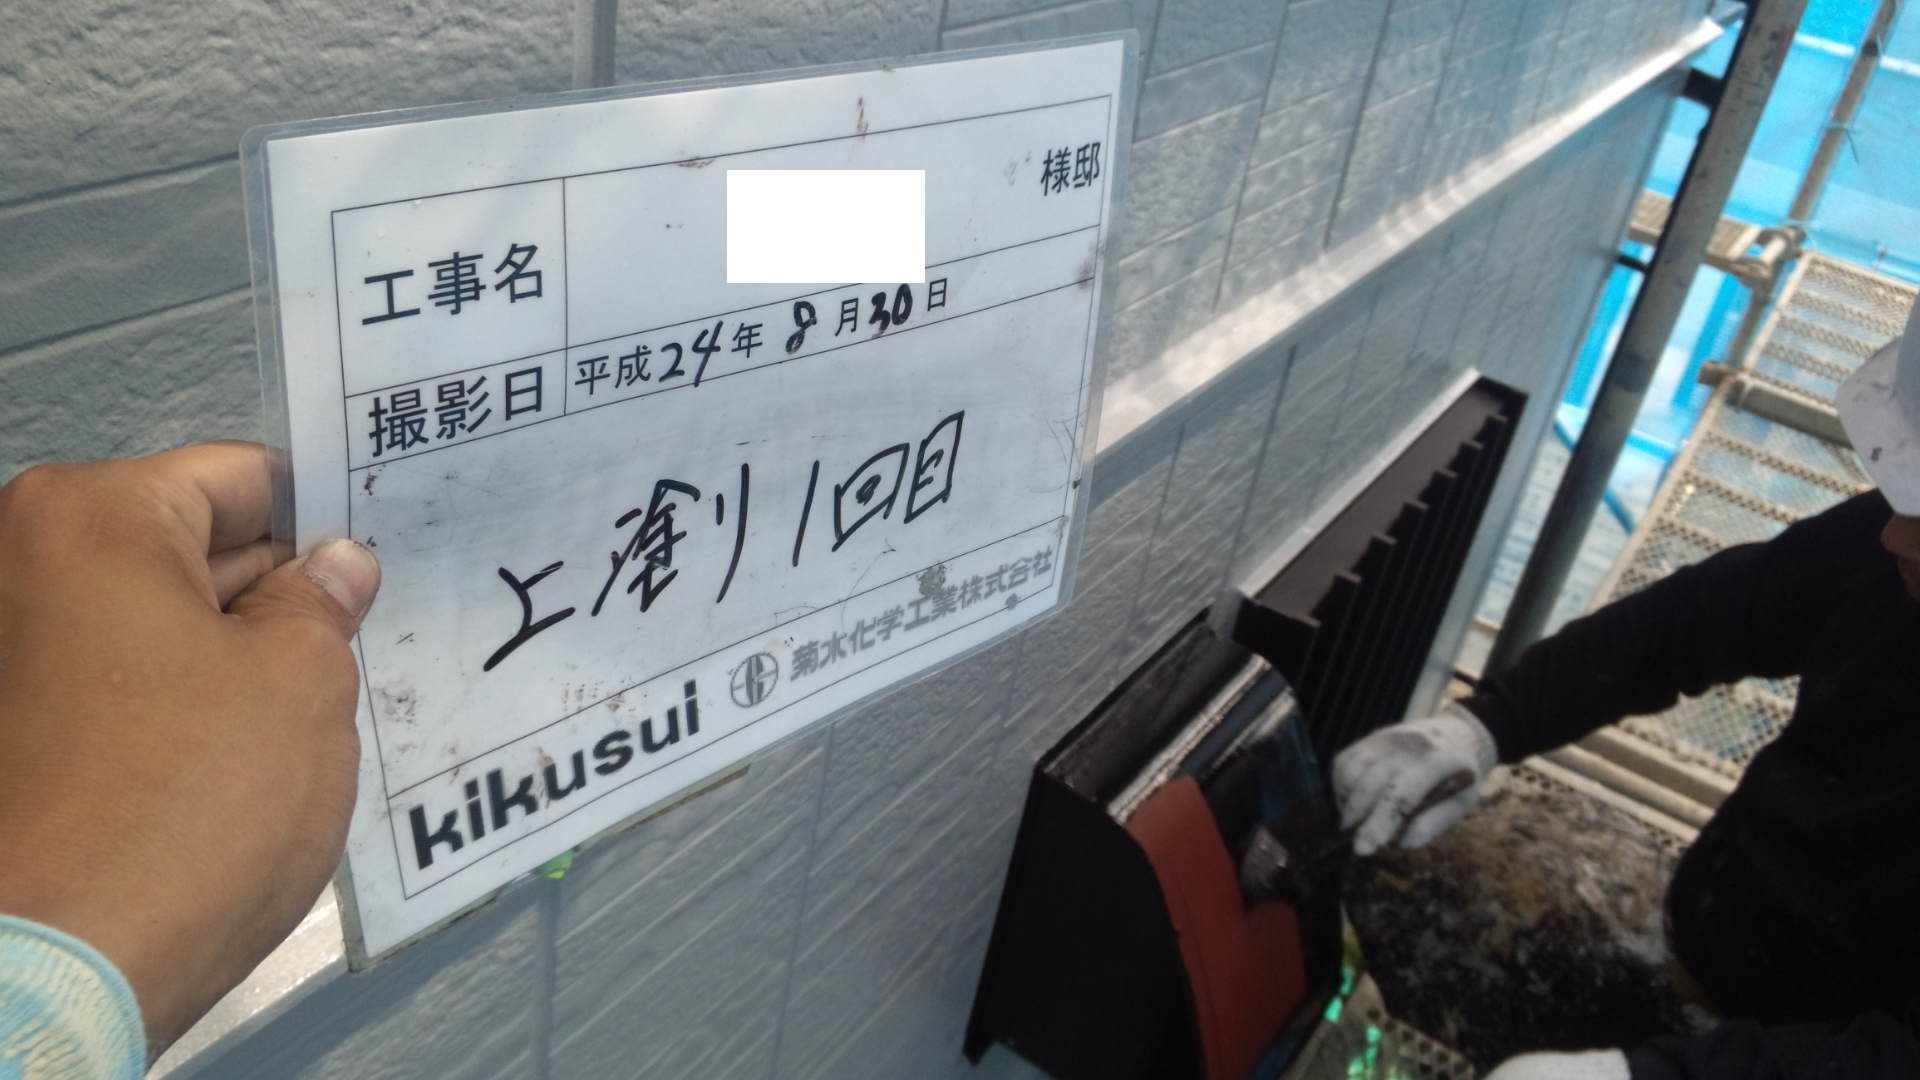 工事名 様邸
撮影日 平成24年8月30日
上塗り1回目
kikusui 菊水化学工業株式会社